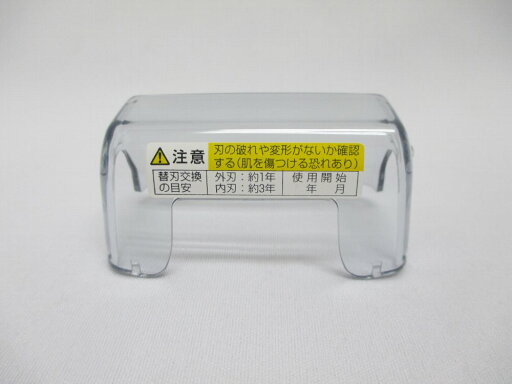 ⚠注意 刃の破れや変形がないか確認
する(肌を傷つける恐れあり)
替刃交換 外刃:約1年 使用開始
の目安 内刃:約3年 年 月